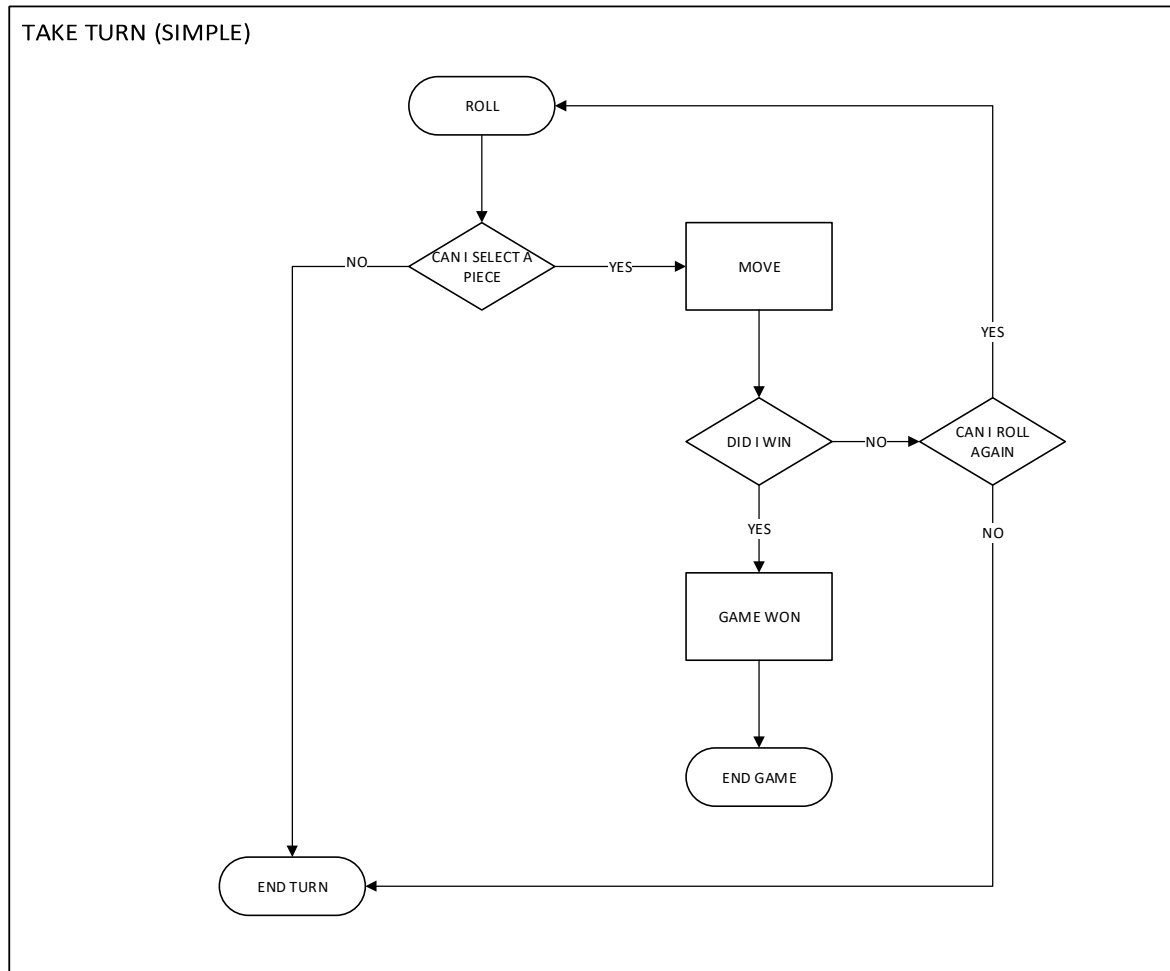 TAKE TURN (SIMPLE)
ROLL
CAN I SELECT A
PIECE
NO
YES
MOVE
YES
DID I WIN
NO
CAN I ROLL
AGAIN
YES
NO
GAME WON
END GAME
END TURN